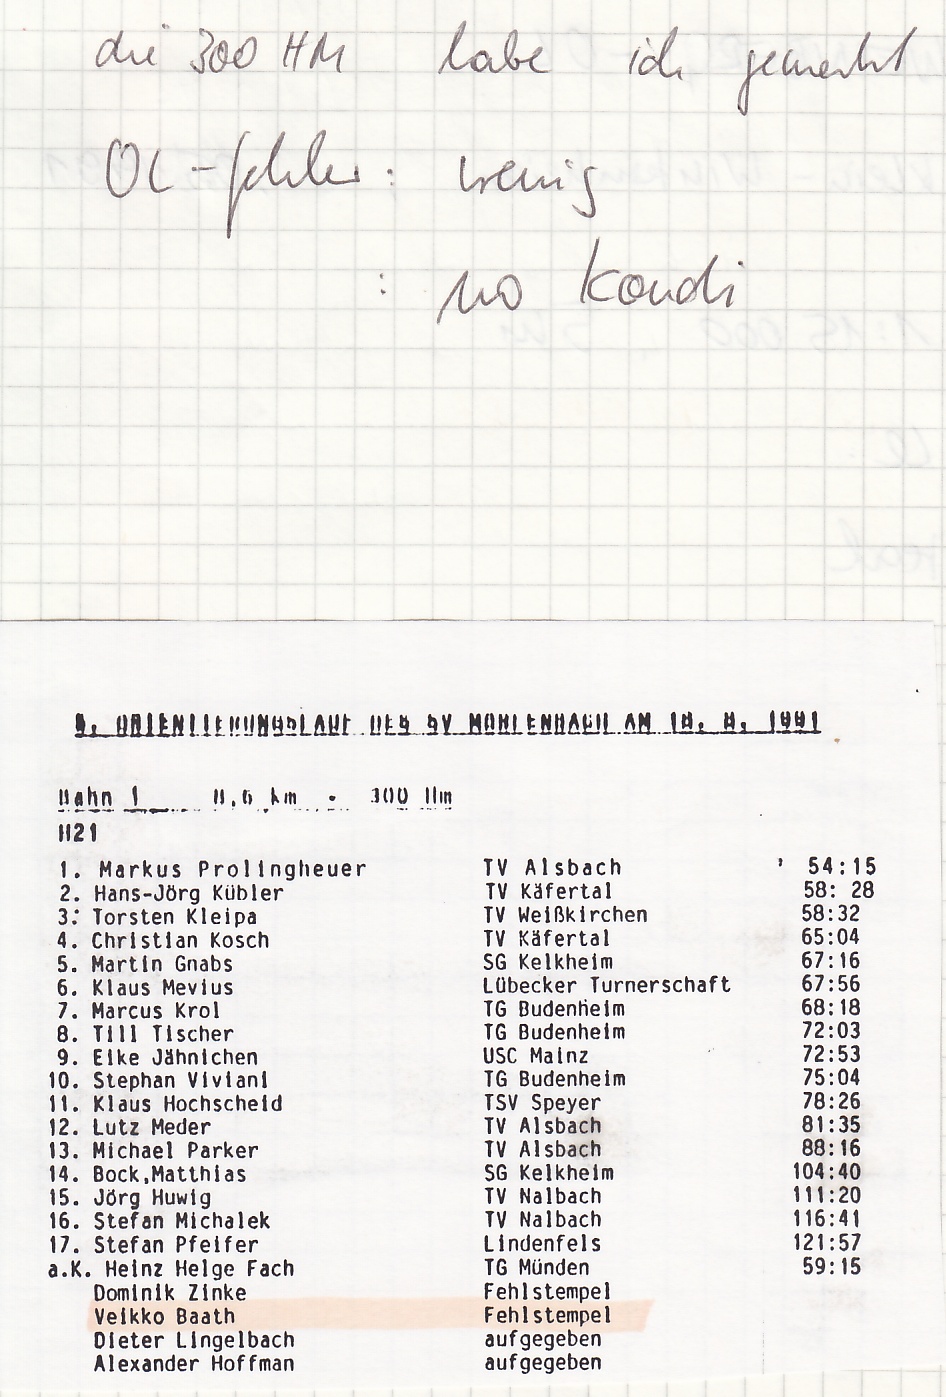 die 300 HM habe ich gemerkt
OL-fehler: wenig
: no Kondi
ORIENTIERUNGSLAUF DES SV MÜHLENHAUSEN AM 18. 8. 1991
Bahn 1 8,6 km - 300 Hm
H21
1. Markus Prolingheuer TV Alsbach ' 54:15
2. Hans-Jörg Kübler TV Käfertal 58: 28
3. Torsten Kleipa TV Weißkirchen 58:32
4. Christian Kosch TV Käfertal 65:04
5. Martin Gnabs SG Kelkheim 67:16
6. Klaus Mevius Lübecker Turnerschaft 67:56
7. Marcus Krol TG Budenheim 68:18
8. Till Tischer TG Budenheim 72:03
9. Eike Jähnichen USC Mainz 72:53
10. Stephan Viviani TG Budenheim 75:04
11. Klaus Hochscheid TSV Speyer 78:26
12. Lutz Meder TV Alsbach 81:35
13. Michael Parker TV Alsbach 88:16
14. Bock,Matthias SG Kelkheim 104:40
15. Jörg Huwig TV Nalbach 111:20
16. Stefan Michalek TV Nalbach 116:41
17. Stefan Pfeifer Lindenfels 121:57
a.K. Heinz Helge Fach TG Münden 59:15
Dominik Zinke Fehlstempel
Veikko Baath Fehlstempel
Dieter Lingelbach aufgegeben
Alexander Hoffman aufgegeben